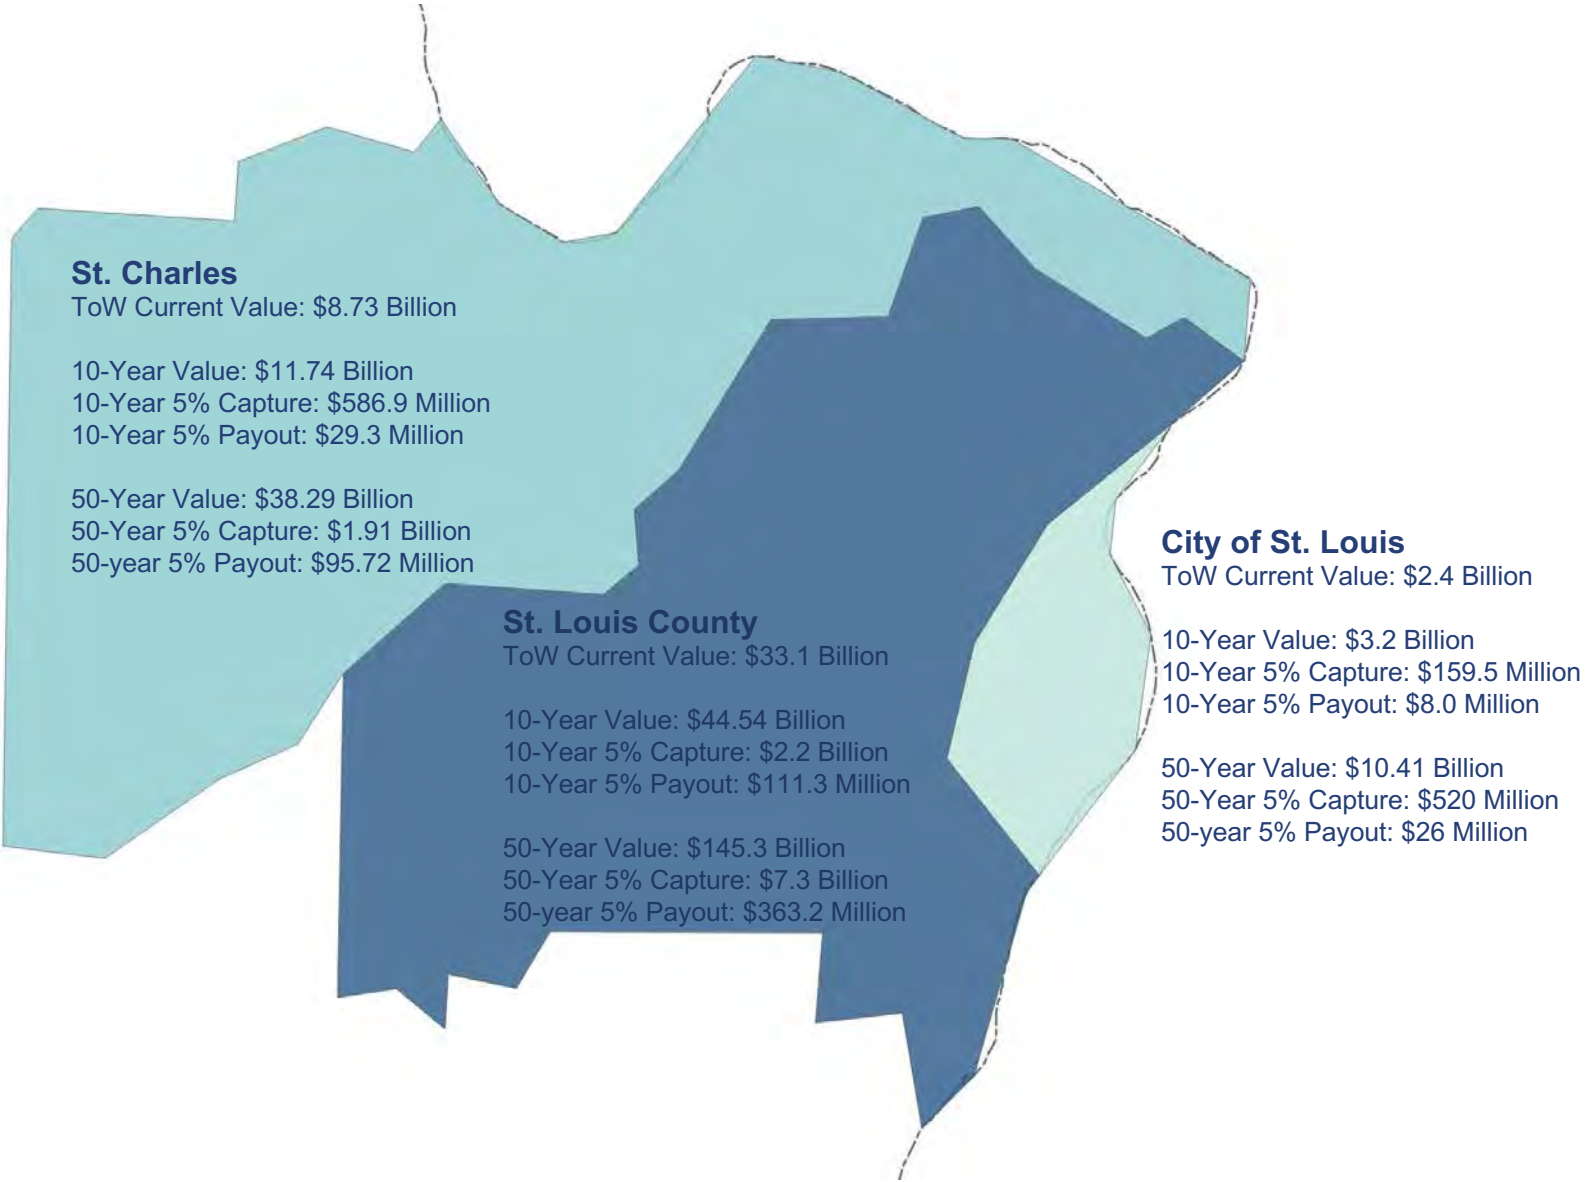 St. Charles
ToW Current Value: $8.73 Billion
10-Year Value: $11.74 Billion
10-Year 5% Capture: $586.9 Million
10-Year 5% Payout: $29.3 Million
50-Year Value: $38.29 Billion
50-Year 5% Capture: $1.91 Billion
50-year 5% Payout: $95.72 Million
St. Louis County
ToW Current Value: $33.1 Billion
10-Year Value: $44.54 Billion
10-Year 5% Capture: $2.2 Billion
10-Year 5% Payout: $111.3 Million
50-Year Value: $145.3 Billion
50-Year 5% Capture: $7.3 Billion
50-year 5% Payout: $363.2 Million
City of St. Louis
ToW Current Value: $2.4 Billion
10-Year Value: $3.2 Billion
10-Year 5% Capture: $159.5 Million
10-Year 5% Payout: $8.0 Million
50-Year Value: $10.41 Billion
50-Year 5% Capture: $520 Million
50-year 5% Payout: $26 Million